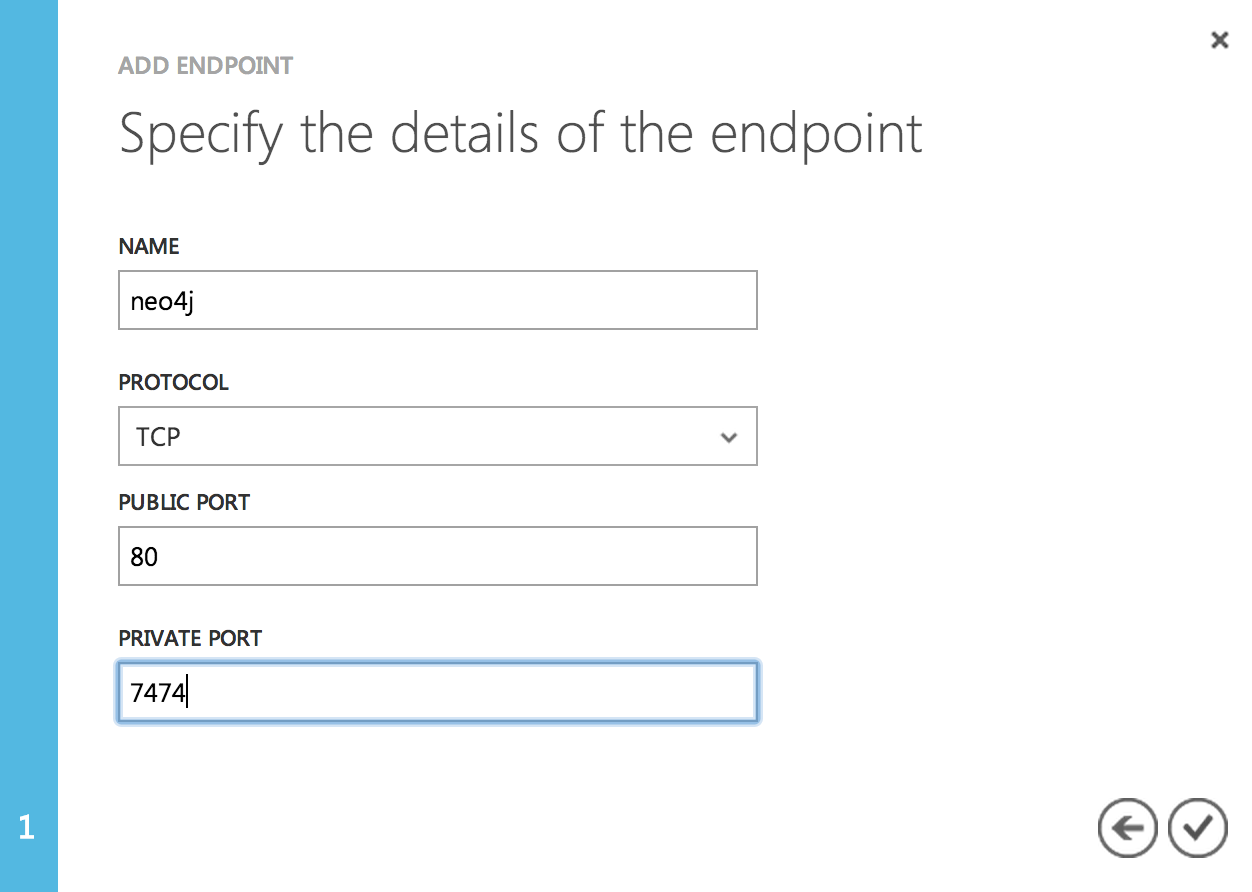 ADD ENDPOINT
Specify the details of the endpoint
NAME
neo4j
PROTOCOL
TCP
PUBLIC PORT
80
PRIVATE PORT
7474
1